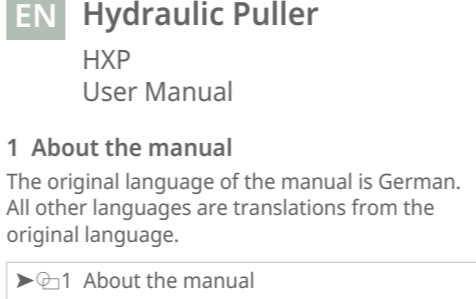 EN Hydraulic Puller
HXP
User Manual
1 About the manual
The original language of the manual is German.
All other languages are translations from the
original language.
➤1 About the manual